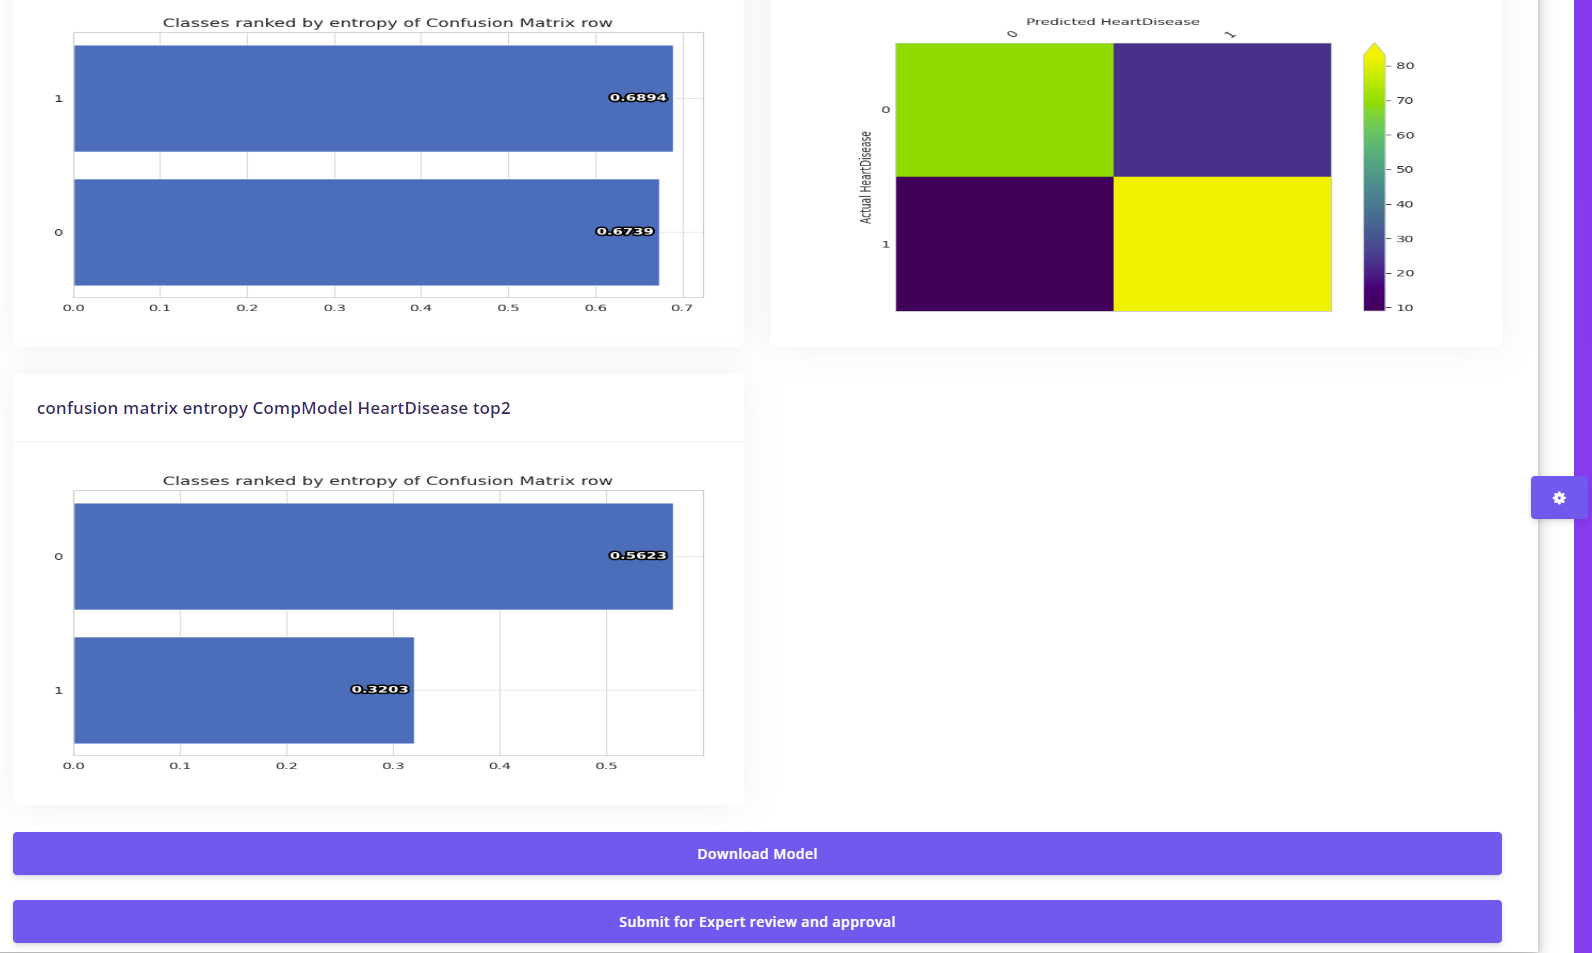 Classes ranked by entropy of Confusion Matrix row
1
0.6894
0
0.6739
0.0 0.1 0.2 0.3 0.4 0.5 0.6 0.7
Predicted HeartDisease
0 1
Actual HeartDisease
0
1
80
70
60
50
40
30
20
10
confusion matrix entropy CompModel HeartDisease top2
Classes ranked by entropy of Confusion Matrix row
0
0.5623
1
0.3203
0.0 0.1 0.2 0.3 0.4 0.5
Download Model
Submit for Expert review and approval